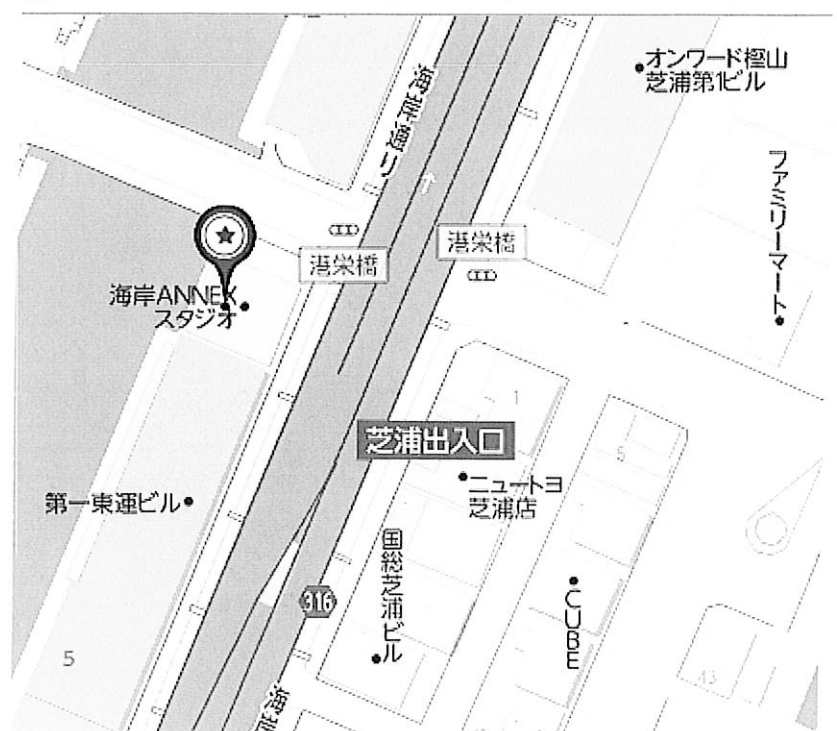 オンワード樫山
芝浦第1ビル
海岸通り
ファミリーマート
港栄橋
港栄橋
海岸ANNEX
スタジオ
1
芝浦出入口
5
ニュートヨ
芝浦店
第一東運ビル
国総芝浦ビル
CUBE
316
5
43